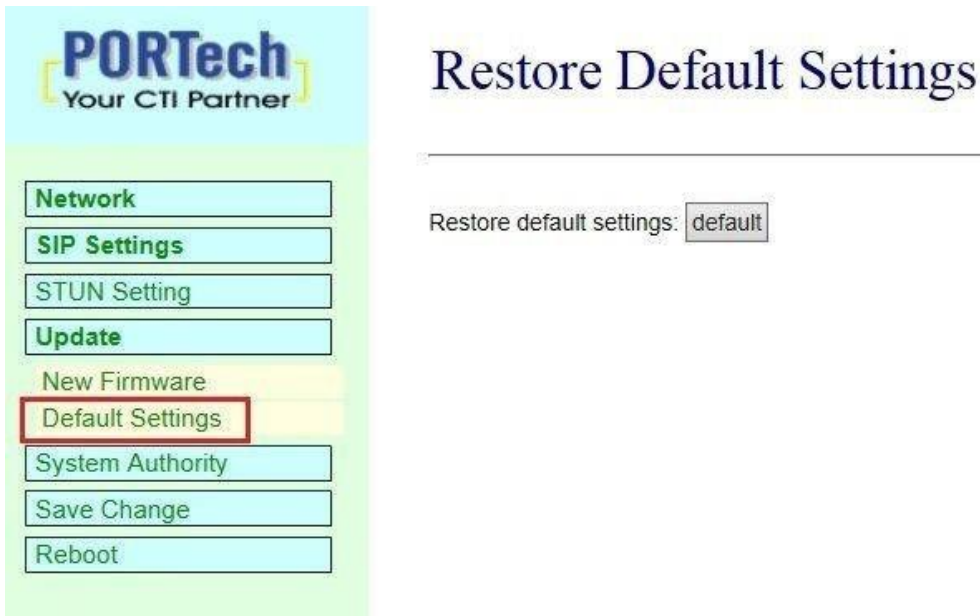 PORTech
Your CTI Partner
Restore Default Settings
Network
SIP Settings
STUN Setting
Update
New Firmware
Default Settings
System Authority
Save Change
Reboot
Restore default settings: default